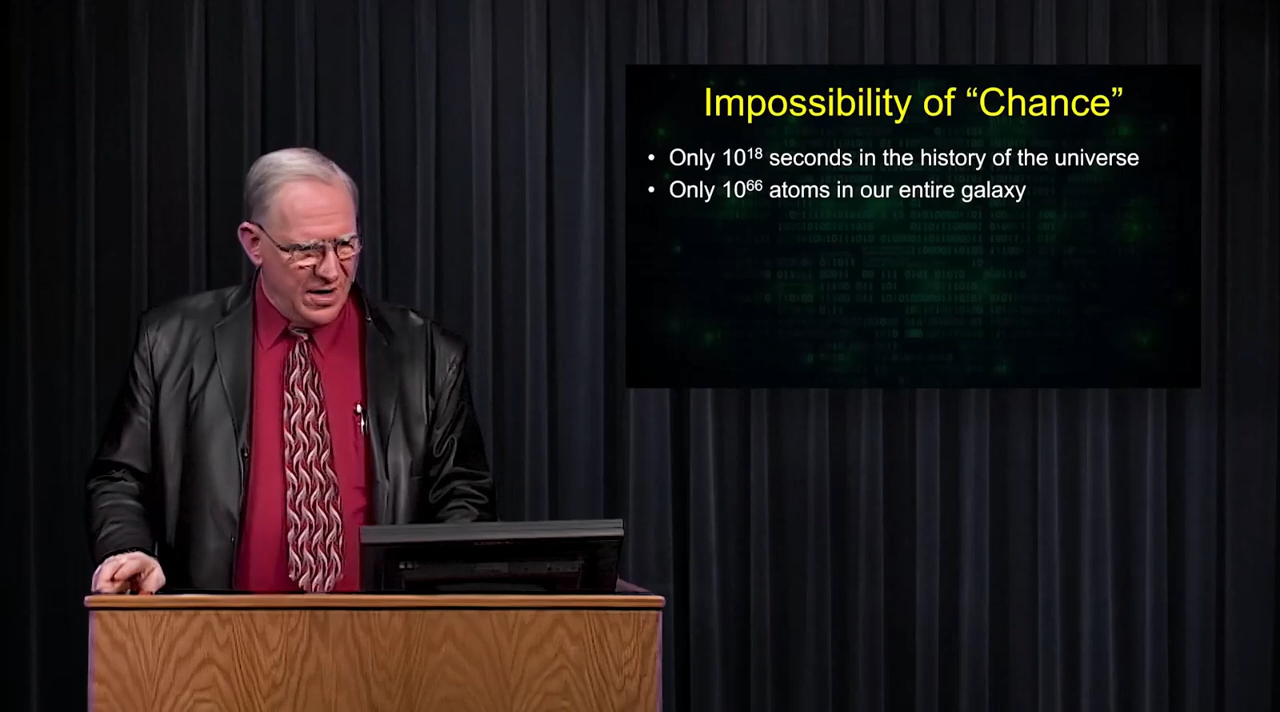 Impossibility of “Chance”
• Only 10¹⁸ seconds in the history of the universe
• Only 10⁶⁶ atoms in our entire galaxy